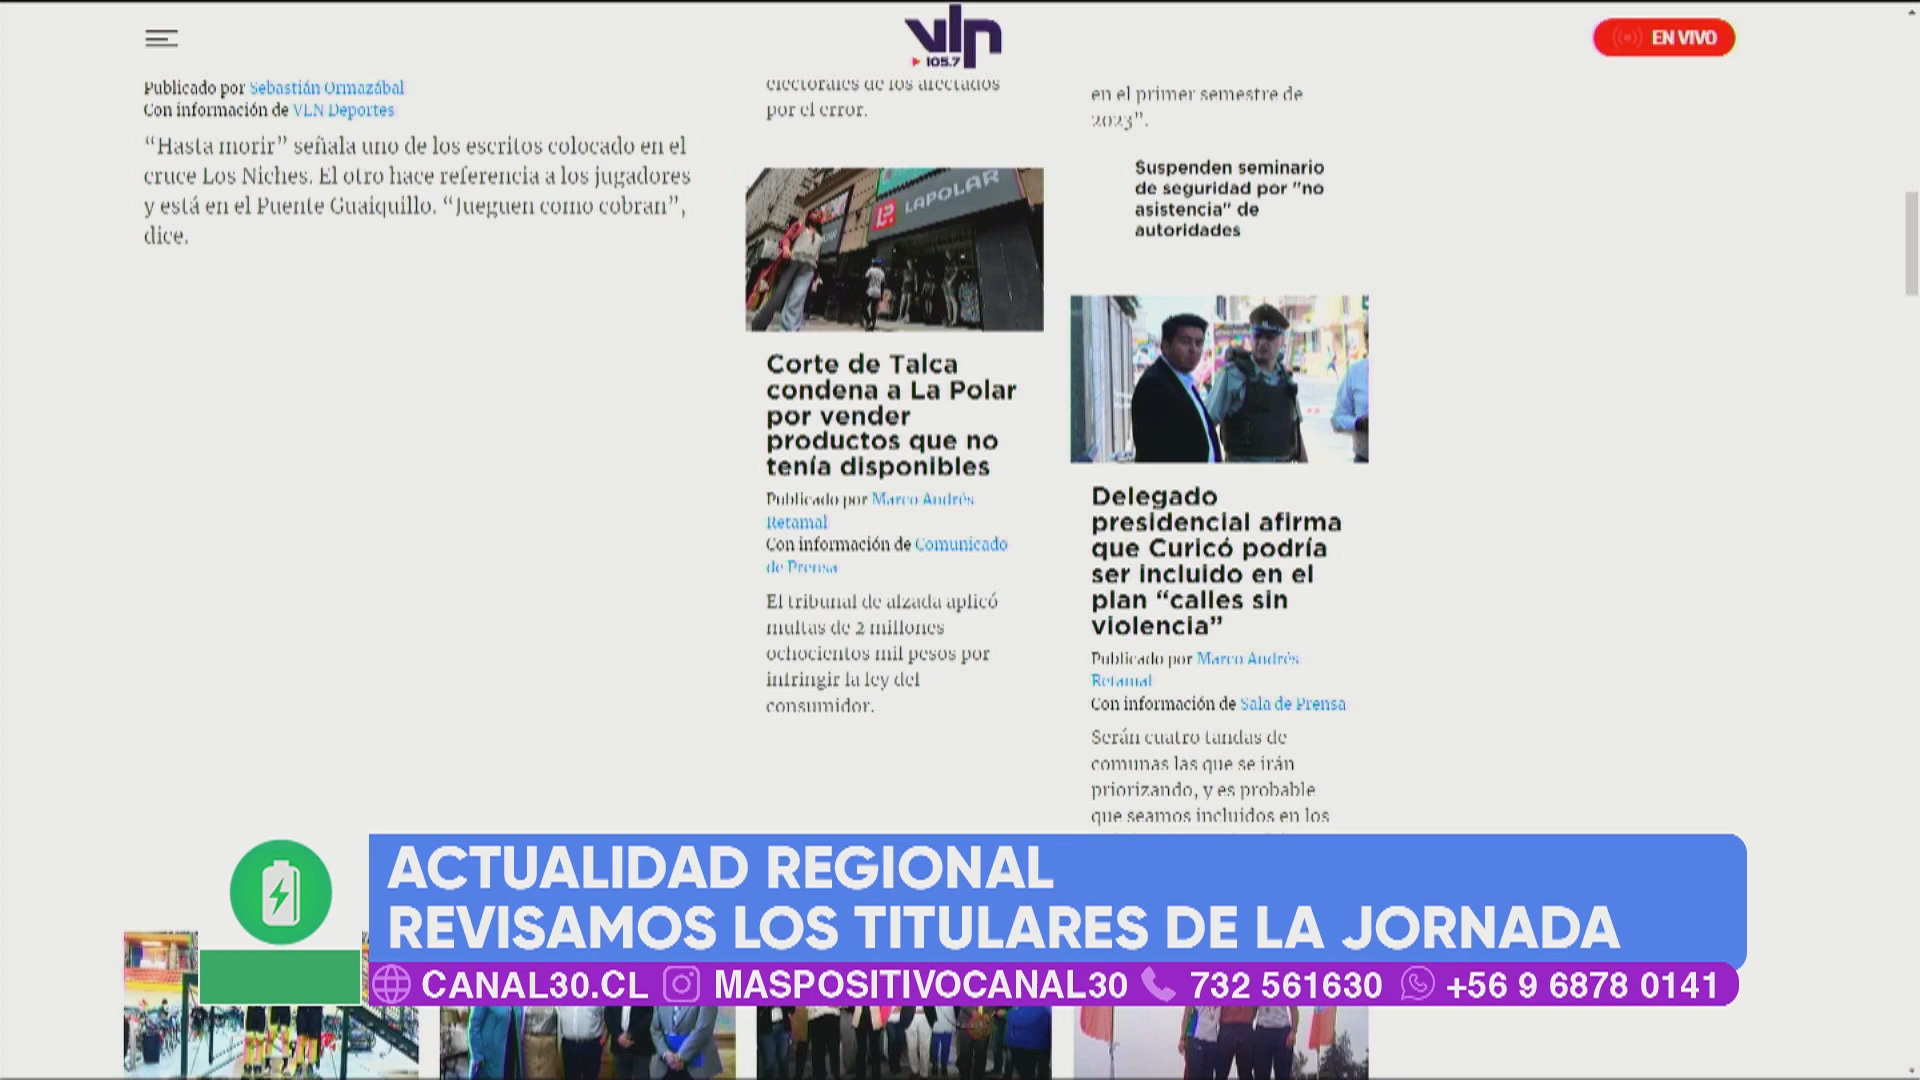 vln
105.7
EN VIVO
Publicado por Sebastián Ormazábal
Con información de VLN Deportes
“Hasta morir” señala uno de los escritos colocado en el
cruce Los Niches. El otro hace referencia a los jugadores
y está en el Puente Guaiquillo. “Jueguen como cobran”,
dice.
electorales de los afectados
por el error.
LAPOLAR
Corte de Talca
condena a La Polar
por vender
productos que no
tenía disponibles
Publicado por Marco Andrés
Retamal
Con información de Comunicado
de Prensa
El tribunal de alzada aplicó
multas de 2 millones
ochocientos mil pesos por
infringir la ley del
consumidor.
en el primer semestre de
2023”.
Suspenden seminario
de seguridad por "no
asistencia" de
autoridades
Delegado
presidencial afirma
que Curicó podría
ser incluido en el
plan “calles sin
violencia”
Publicado por Marco Andrés
Retamal
Con información de Sala de Prensa
Serán cuatro tandas de
comunas las que se irán
priorizando, y es probable
que seamos incluidos en los
ACTUALIDAD REGIONAL
REVISAMOS LOS TITULARES DE LA JORNADA
CANAL30.CL MASPOSITIVOCANAL30 732 561630 +56 9 6878 0141